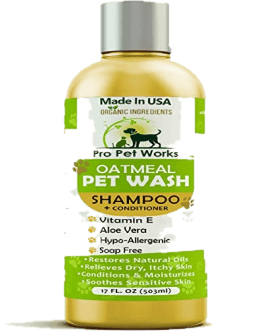 Made In USA
ORGANIC INGREDIENTS
Pro Pet Works
OATMEAL
PET WASH
SHAMPOO
+ CONDITIONER
Vitamin E
Aloe Vera
Hypo-Allergenic
Soap Free
•Restores Natural Oils
•Relieves Dry, Itchy Skin
•Conditions & Moisturizes
•Soothes Sensitive Skin
17 FL. OZ (503ml)